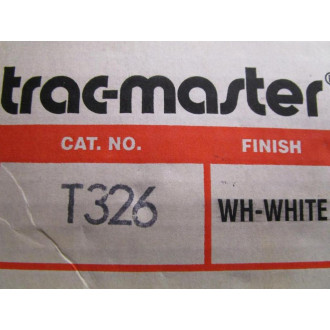 trac-master®
CAT. NO. FINISH
T326 WH-WHITE